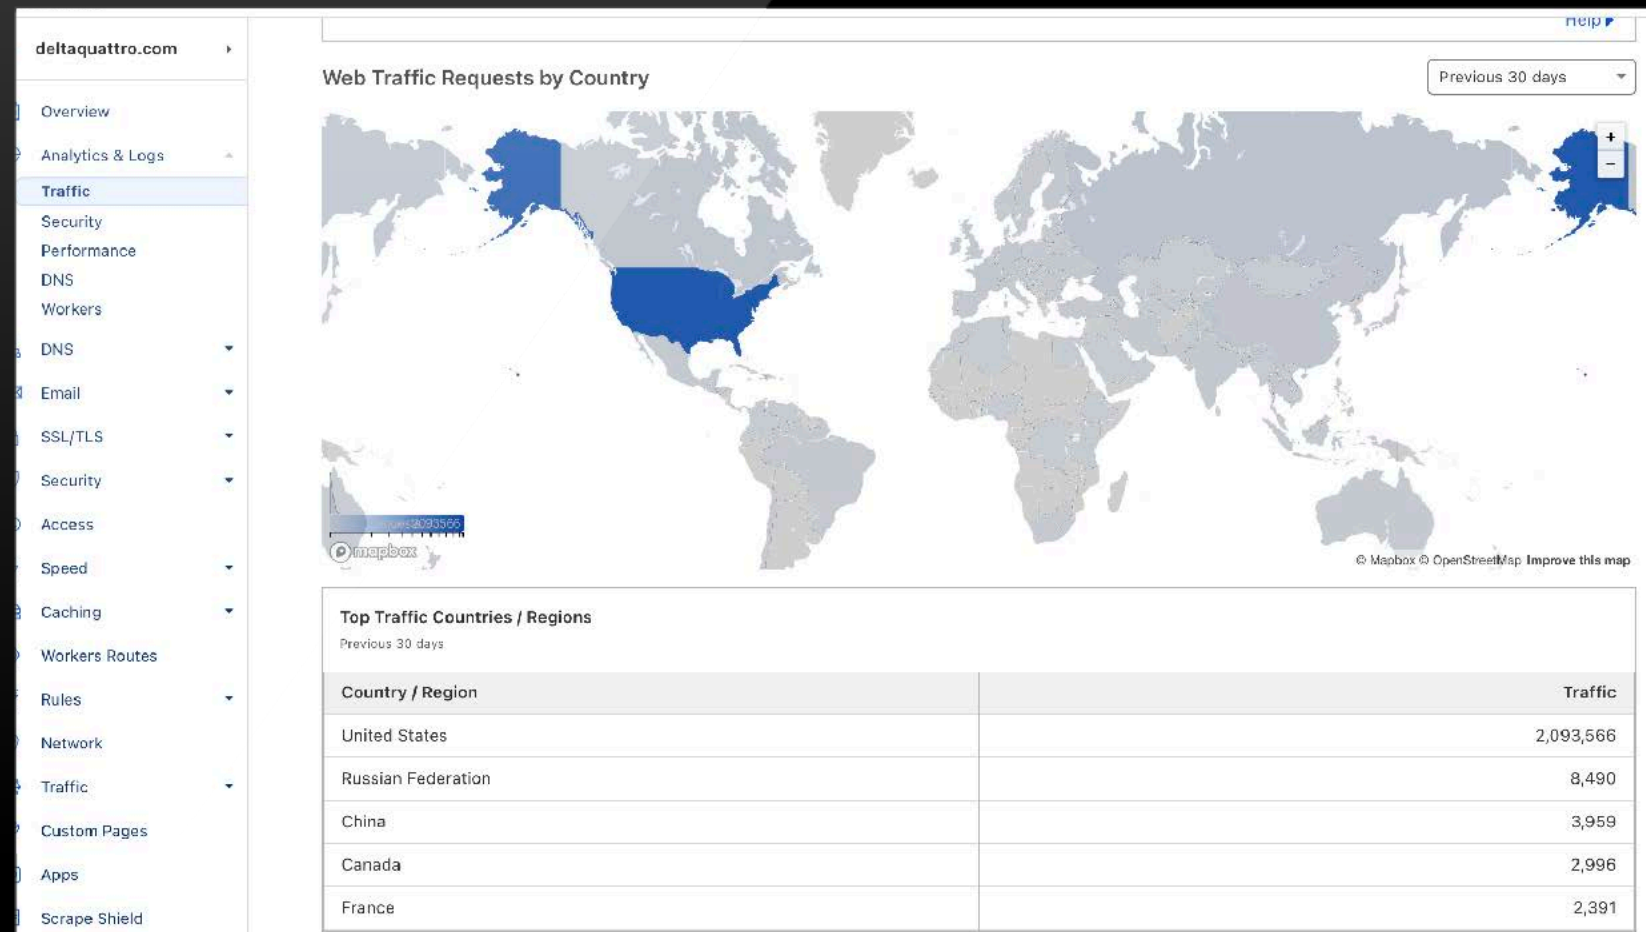 Help
deltaquattro.com
Web Traffic Requests by Country
Previous 30 days
Overview
Analytics & Logs
Traffic
Security
Performance
DNS
Workers
DNS
Email
SSL/TLS
Security
Access
Speed
Caching
Workers Routes
Rules
Network
Traffic
Custom Pages
Apps
Scrape Shield
+
−
2093566
mapbox
© Mapbox © OpenStreetMap Improve this map
Top Traffic Countries / Regions
Previous 30 days
Country / Region Traffic
United States 2,093,566
Russian Federation 8,490
China 3,959
Canada 2,996
France 2,391